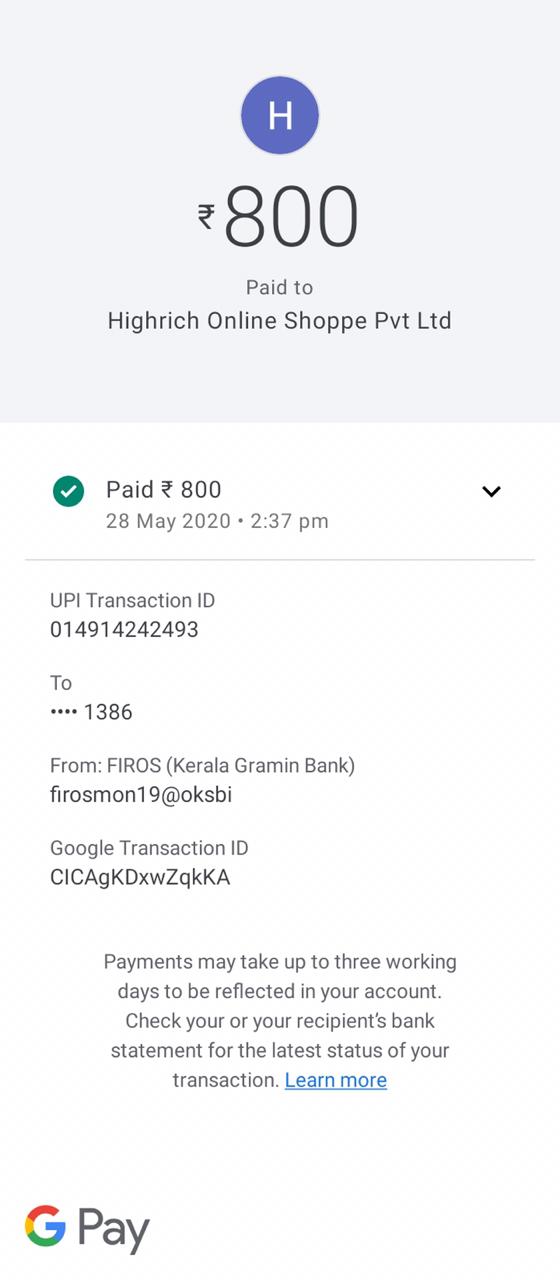 H
₹800
Paid to
Highrich Online Shoppe Pvt Ltd
Paid ₹ 800
28 May 2020 • 2:37 pm
UPI Transaction ID
014914242493
To
•••• 1386
From: FIROS (Kerala Gramin Bank)
firosmon19@oksbi
Google Transaction ID
CICAgKDxwZqkKA
Payments may take up to three working
days to be reflected in your account.
Check your or your recipient's bank
statement for the latest status of your
transaction. Learn more
G Pay